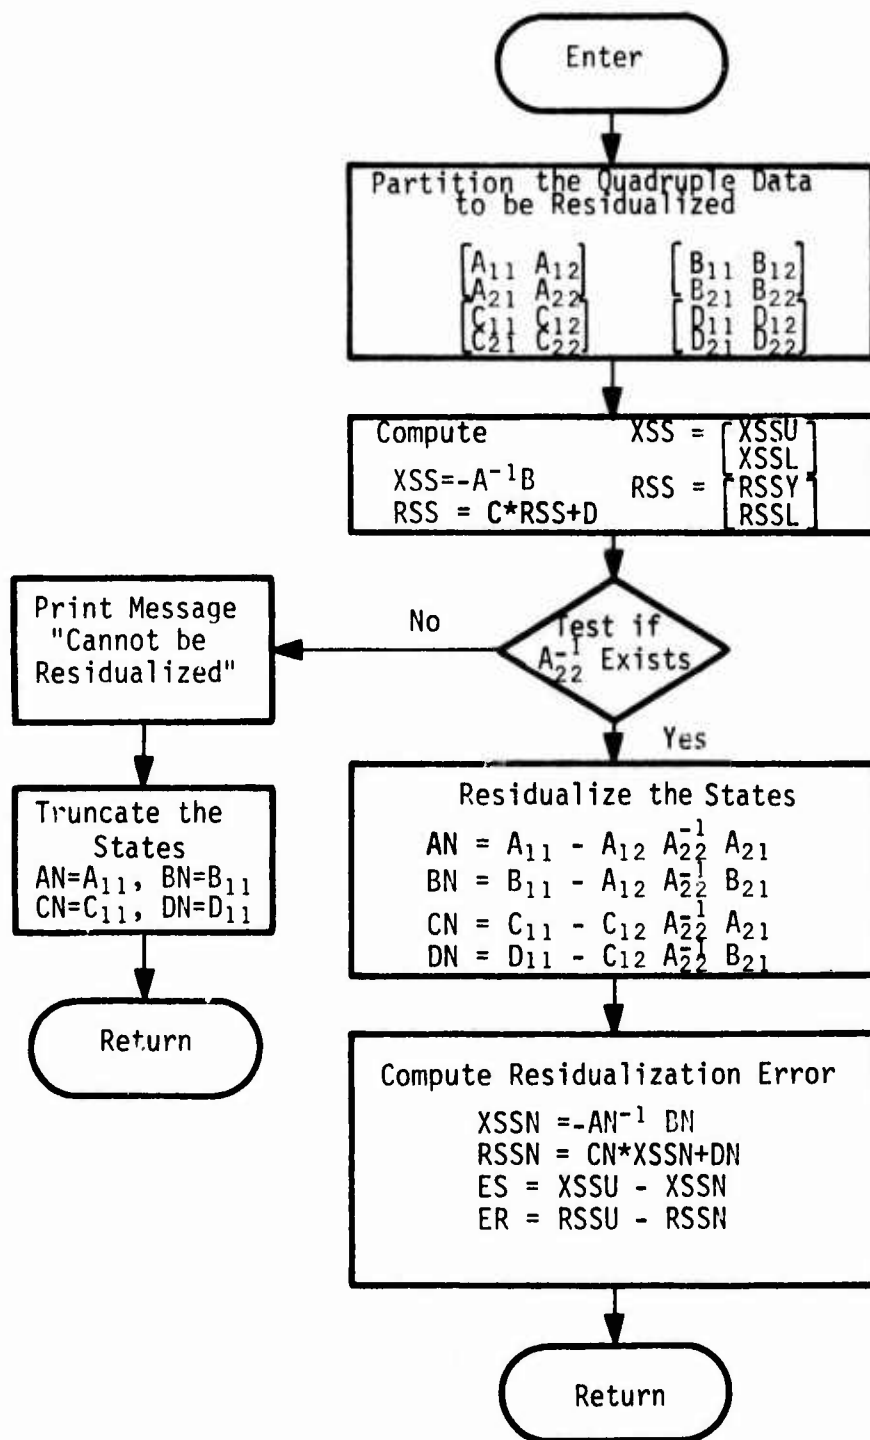 Enter
Partition the Quadruple Data
to be Residualized
[A11 A12] [B11 B12]
[A21 A22] [B21 B22]
[C11 C12] [D11 D12]
[C21 C22] [D21 D22]
Compute XSS = [XSSU]
[XSSL]
XSS=-A⁻¹B RSS = [RSSY]
RSS = C*RSS+D [RSSL]
Test if
A22⁻¹ Exists
No
Print Message
"Cannot be
Residualized"
Truncate the
States
AN=A11, BN=B11
CN=C11, DN=D11
Return
Yes
Residualize the States
AN = A11 - A12 A22⁻¹ A21
BN = B11 - A12 A22⁻¹ B21
CN = C11 - C12 A22⁻¹ A21
DN = D11 - C12 A22⁻¹ B21
Compute Residualization Error
XSSN =-AN⁻¹ BN
RSSN = CN*XSSN+DN
ES = XSSU - XSSN
ER = RSSU - RSSN
Return